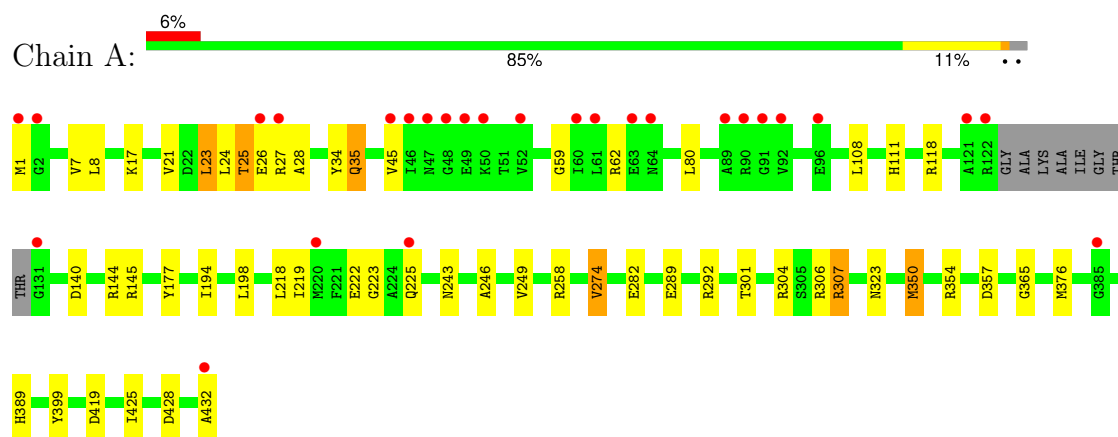 6%
Chain A:
85% 11% • •
M1 G2 V7 L8 K17 V21 D22 L23 L24 T25 E26 R27 A28 Y34 Q35 V45 I46 N47 G48 E49 K50 T51 V52 G59 I60 L61 R62 E63 N64 L80 A89 R90 G91 V92 E96 L108 H111 R118 A121 R122 GLY ALA LYS ALA ILE GLY THR
THR G131 D140 R144 R145 Y177 I194 L198 L218 I219 M220 F221 E222 G223 A224 Q225 N243 A246 V249 R258 V274 E282 E289 R292 T301 R304 S305 R306 R307 N323 M350 R354 D357 G365 M376 G385
H389 Y399 D419 I425 D428 A432